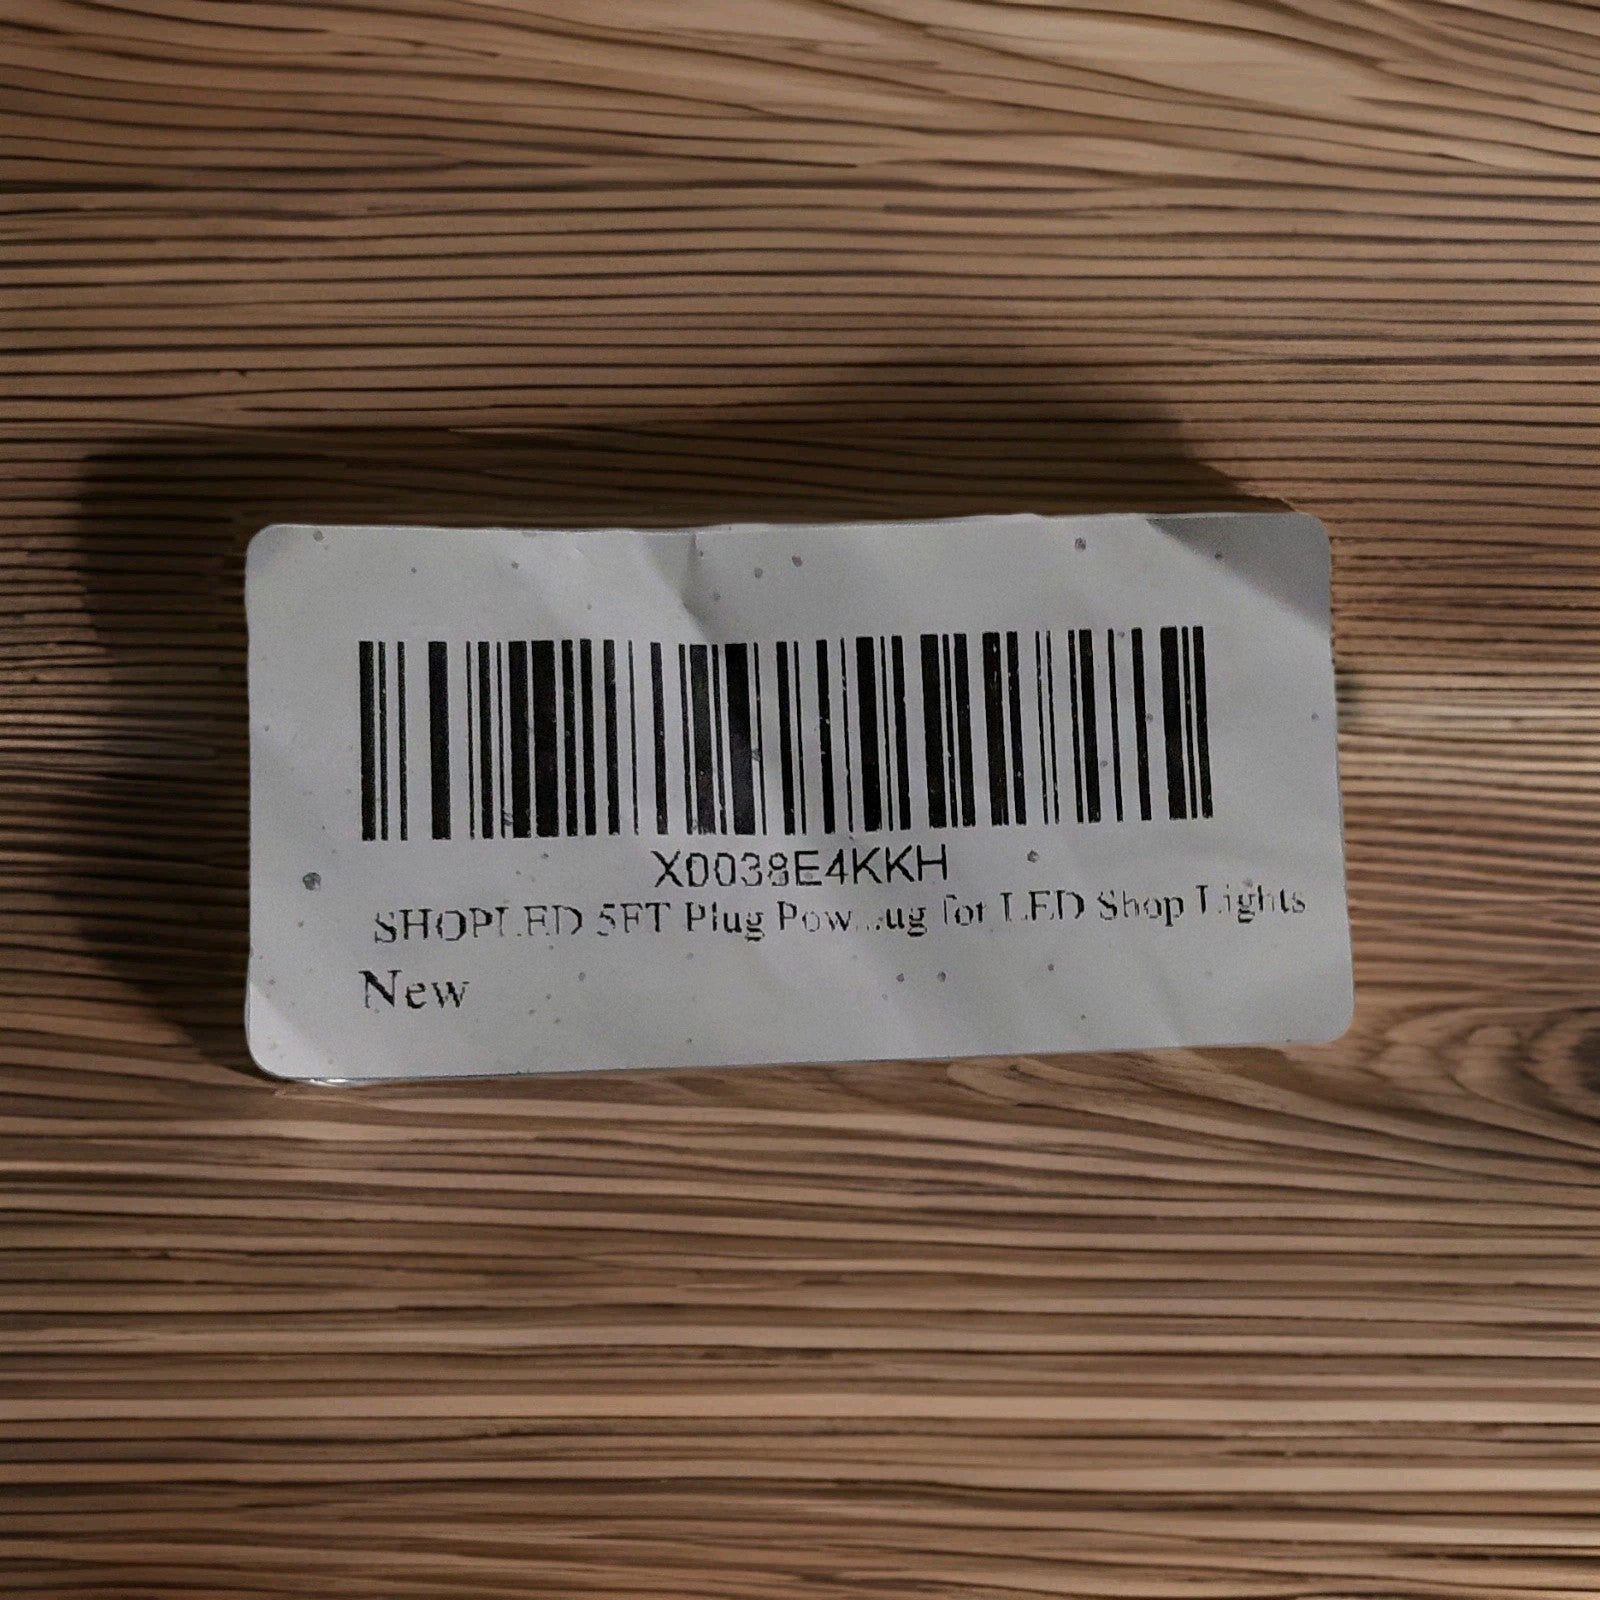 X0038E4KKH
SHOPLED 5FT Plug Pow...ug for LED Shop Lights
New